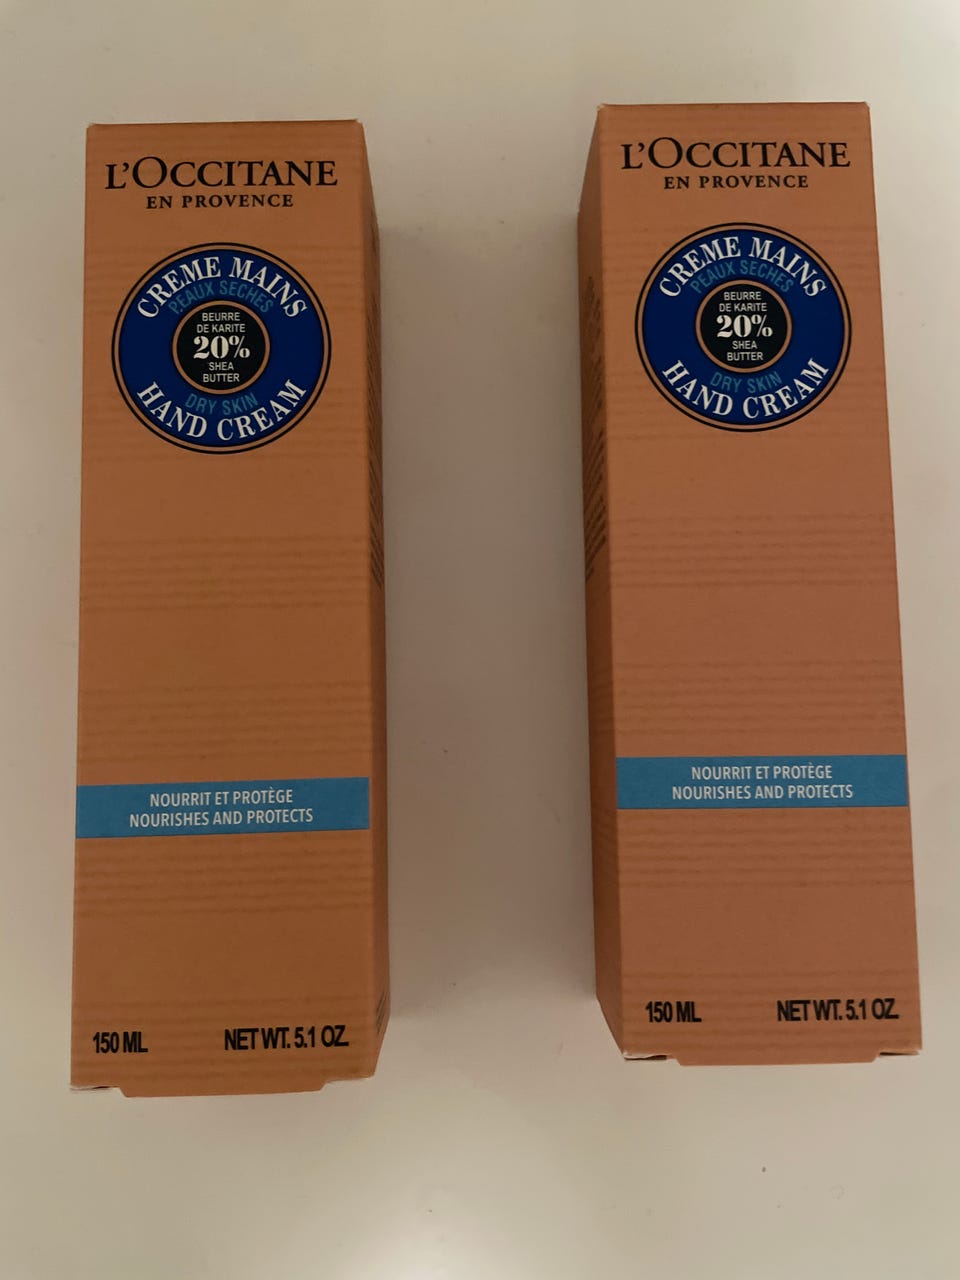 L'OCCITANE
EN PROVENCE
CREME MAINS
PEAUX SECHES
BEURRE
DE KARITE
20%
SHEA
BUTTER
DRY SKIN
HAND CREAM
NOURRIT ET PROTÈGE
NOURISHES AND PROTECTS
150 ML NET WT. 5.1 OZ.
L'OCCITANE
EN PROVENCE
CREME MAINS
PEAUX SECHES
BEURRE
DE KARITE
20%
SHEA
BUTTER
DRY SKIN
HAND CREAM
NOURRIT ET PROTÈGE
NOURISHES AND PROTECTS
150 ML NET WT. 5.1 OZ.